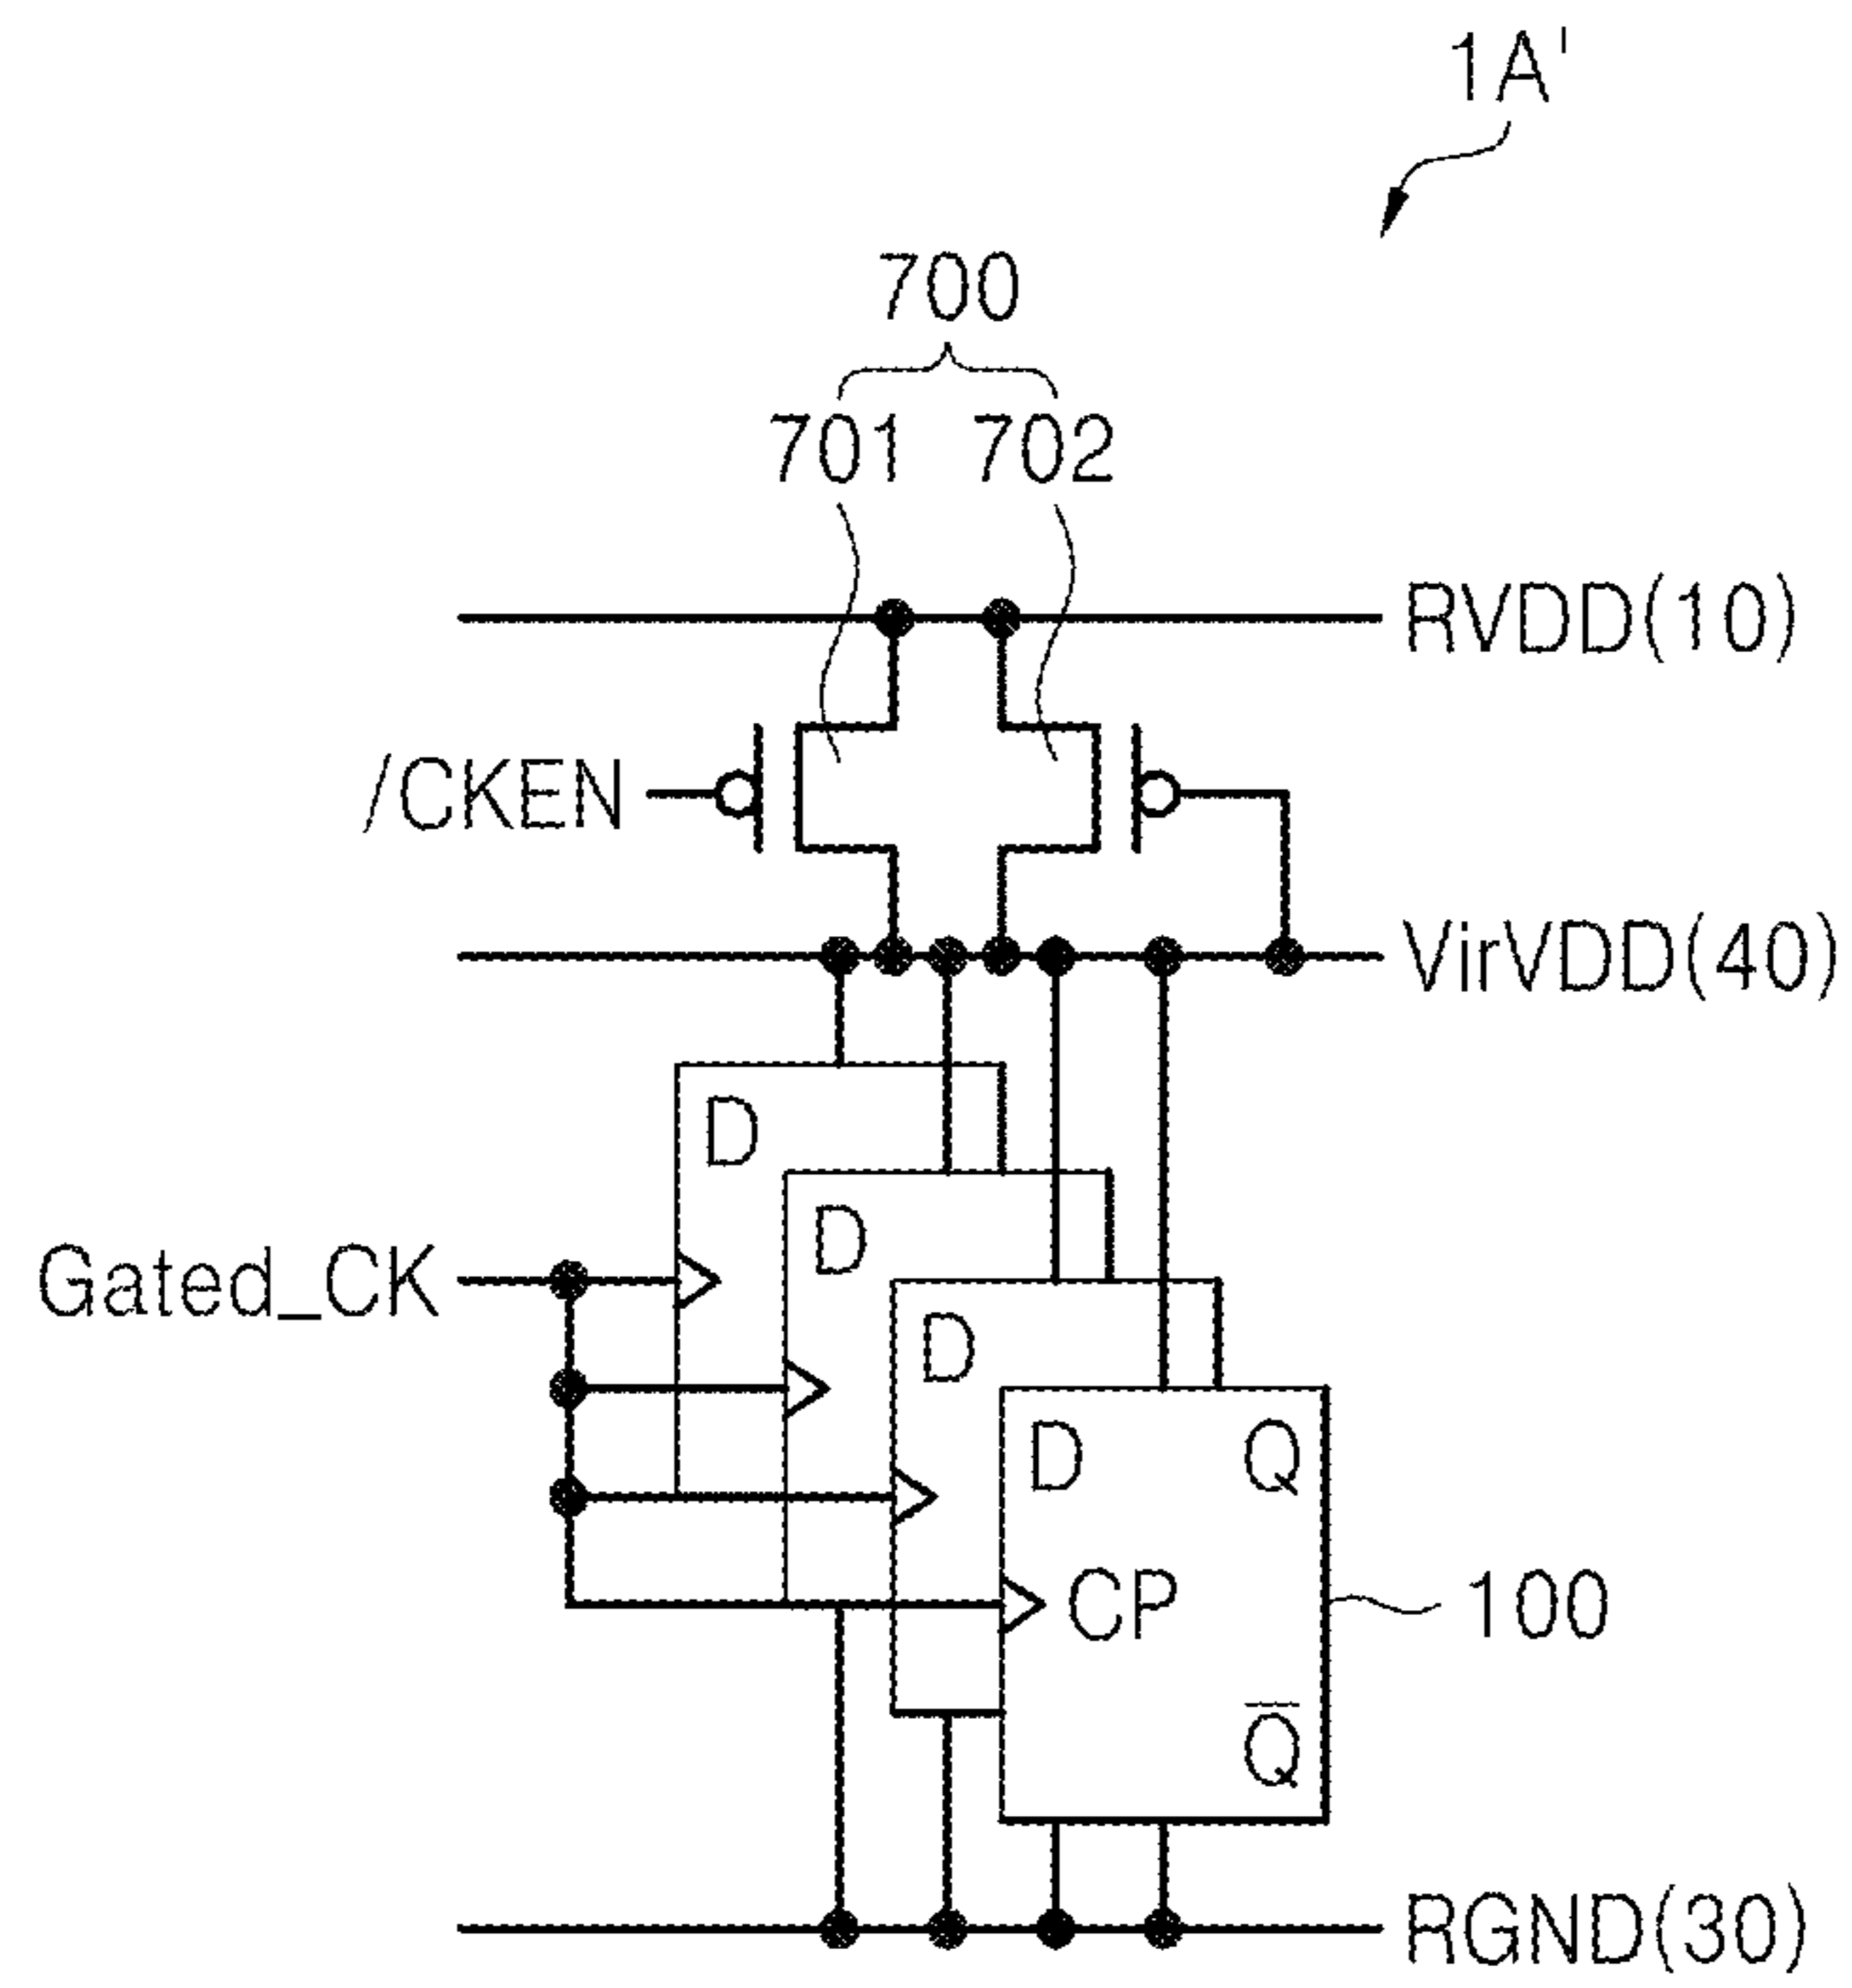 1A'
700
701 702
RVDD(10)
/CKEN
VirVDD(40)
D
D
Gated_CK
D
D Q
CP
100
Q̅
RGND(30)